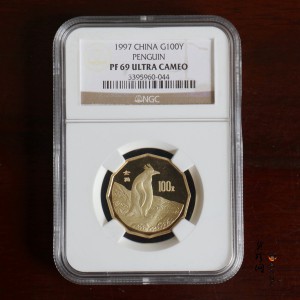 1997 CHINA G100Y
PENGUIN
PF 69 ULTRA CAMEO
3395960-044
NGC
100元